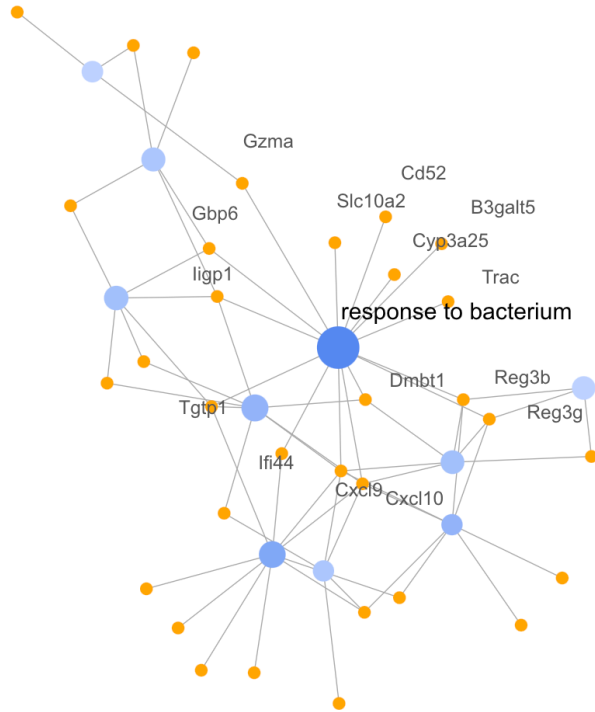 Gzma
Cd52
Slc10a2
B3galt5
Gbp6
Cyp3a25
Iigp1
Trac
response to bacterium
Dmbt1
Reg3b
Tgtp1
Reg3g
Ifi44
Cxcl9
Cxcl10